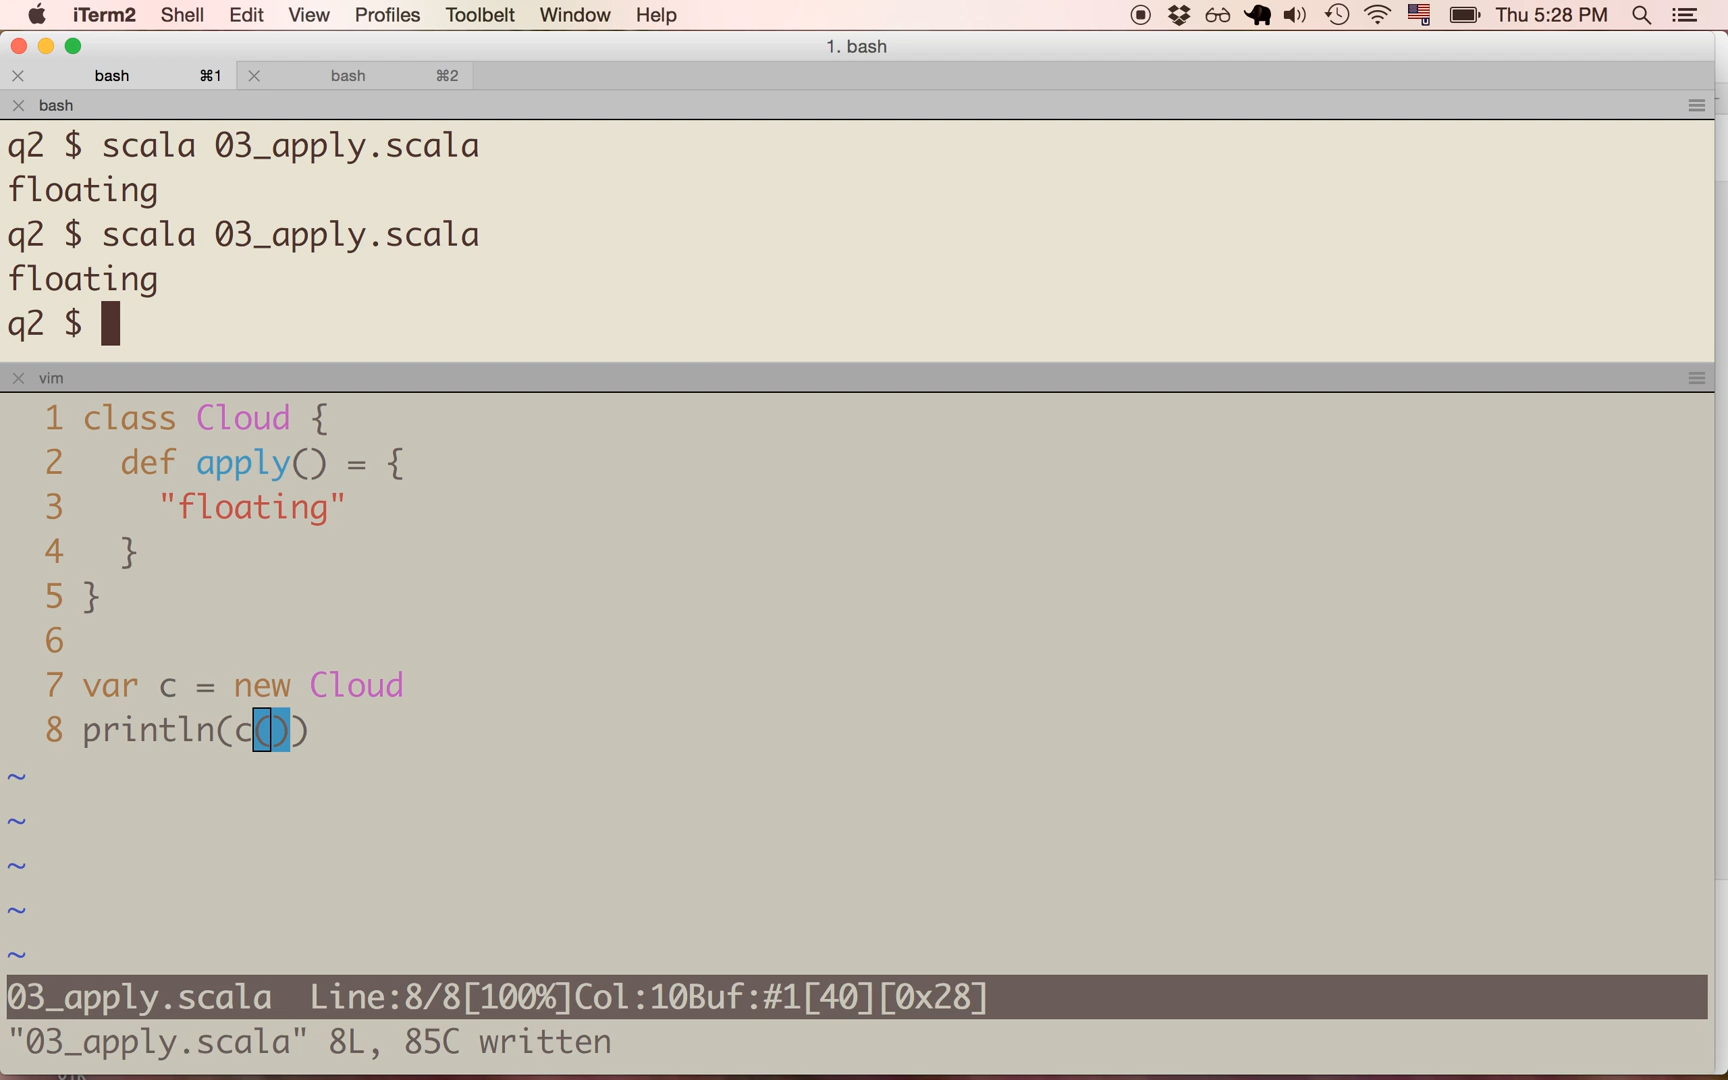 iTerm2 Shell Edit View Profiles Toolbelt Window Help Thu 5:28 PM
1. bash
bash ⌘1 bash ⌘2
bash
q2 $ scala 03_apply.scala
floating
q2 $ scala 03_apply.scala
floating
q2 $
vim
1 class Cloud {
2   def apply() = {
3     "floating"
4   }
5 }
6
7 var c = new Cloud
8 println(c())
~
~
~
~
~
03_apply.scala  Line:8/8[100%]Col:10Buf:#1[40][0x28]
"03_apply.scala" 8L, 85C written